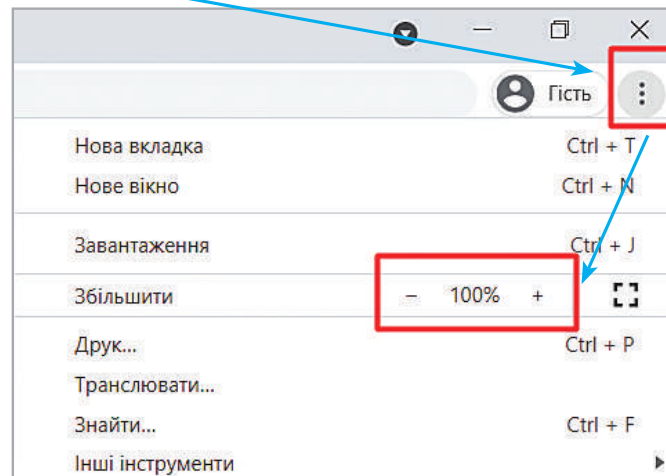 Гість
Нова вкладка Ctrl + T
Нове вікно Ctrl + N
Завантаження Ctrl + J
Збільшити − 100% +
Друк... Ctrl + P
Транслювати...
Знайти... Ctrl + F
Інші інструменти